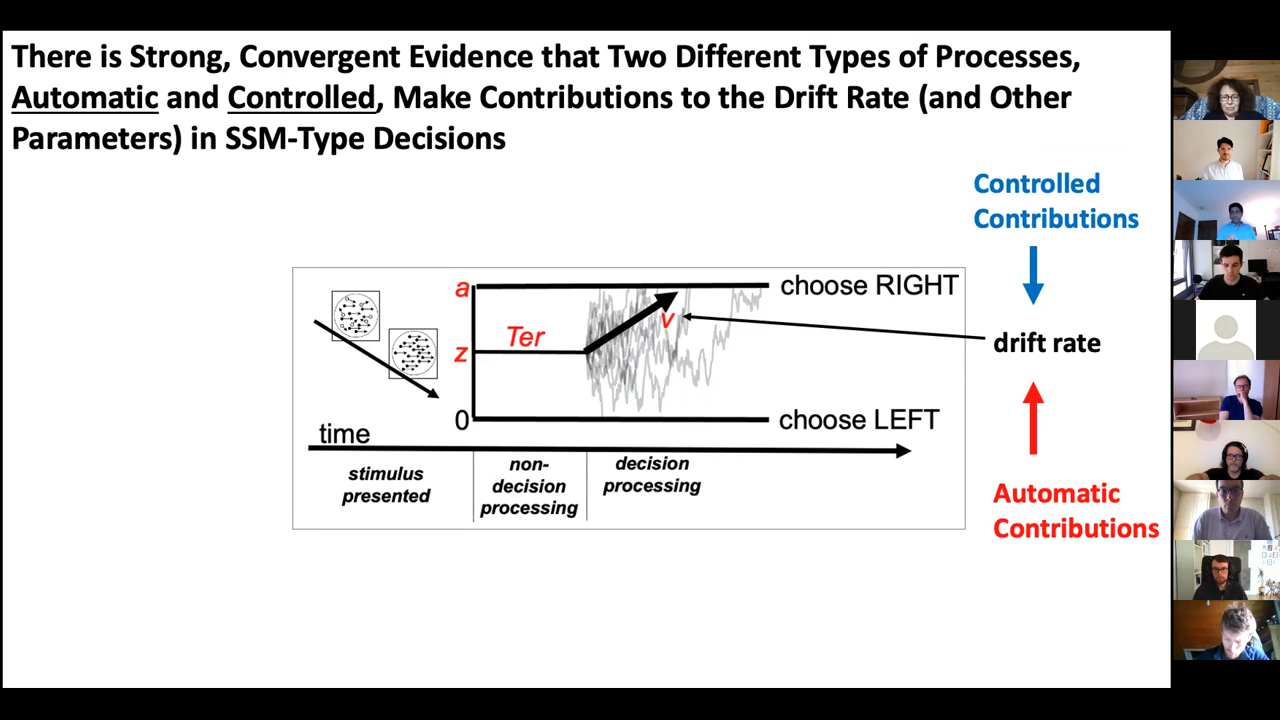 There is Strong, Convergent Evidence that Two Different Types of Processes,
Automatic and Controlled, Make Contributions to the Drift Rate (and Other
Parameters) in SSM-Type Decisions
Controlled
Contributions
a
choose RIGHT
v
Ter
drift rate
z
0
choose LEFT
time
stimulus
presented
non-
decision
processing
decision
processing
Automatic
Contributions